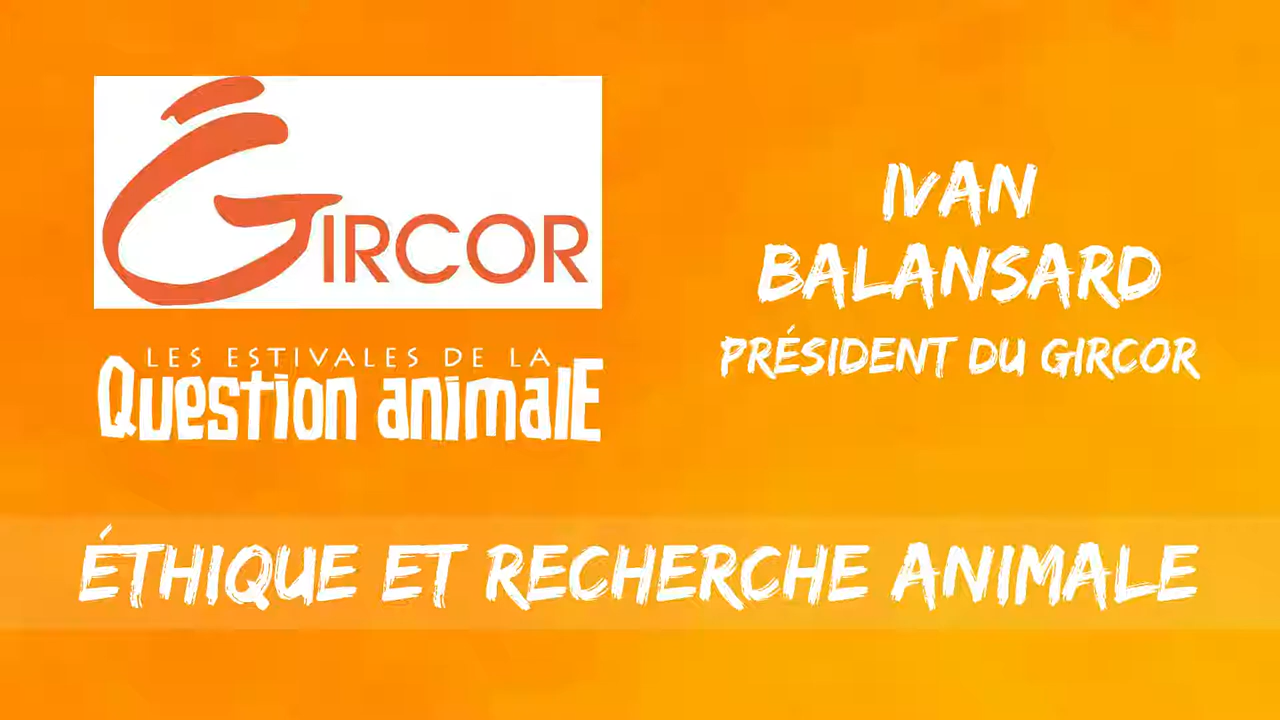 GIRCOR
LES ESTIVALES DE LA
Question animalE
IVAN
BALANSARD
PRÉSIDENT DU GIRCOR
ÉTHIQUE ET RECHERCHE ANIMALE